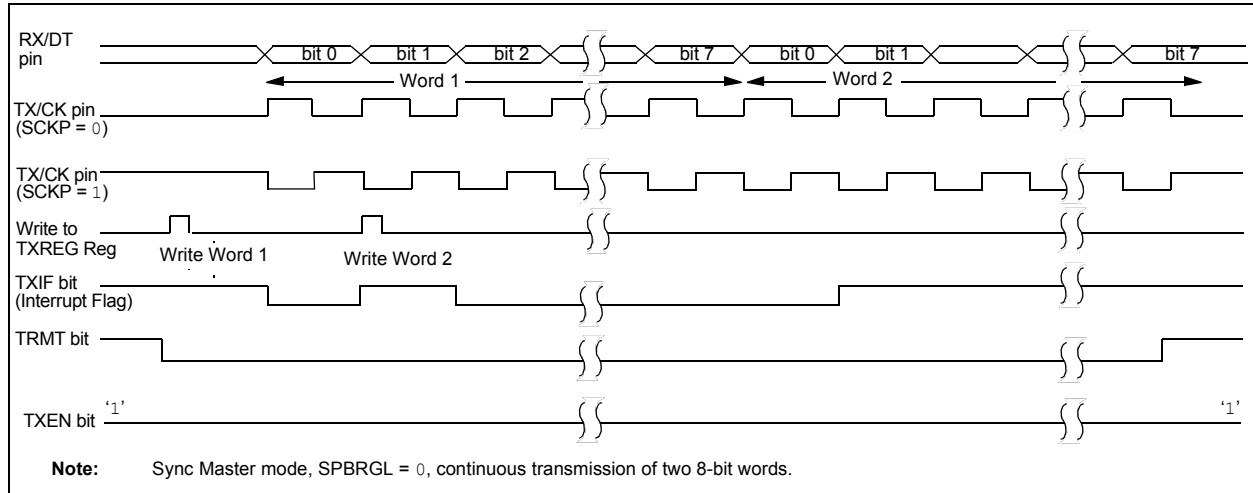 RX/DT
pin
bit 0 bit 1 bit 2 bit 7 bit 0 bit 1 bit 7
Word 1 Word 2
TX/CK pin
(SCKP = 0)
TX/CK pin
(SCKP = 1)
Write to
TXREG Reg
Write Word 1 Write Word 2
TXIF bit
(Interrupt Flag)
TRMT bit
‘1’ ‘1’
TXEN bit
Note: Sync Master mode, SPBRGL = 0, continuous transmission of two 8-bit words.